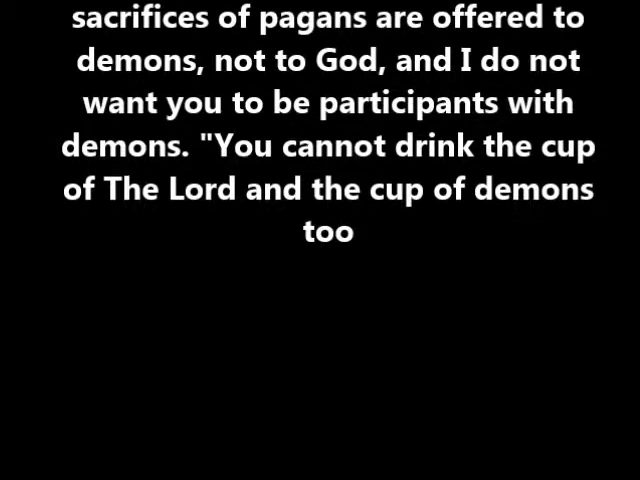 sacrifices of pagans are offered to
demons, not to God, and I do not
want you to be participants with
demons. "You cannot drink the cup
of The Lord and the cup of demons
too